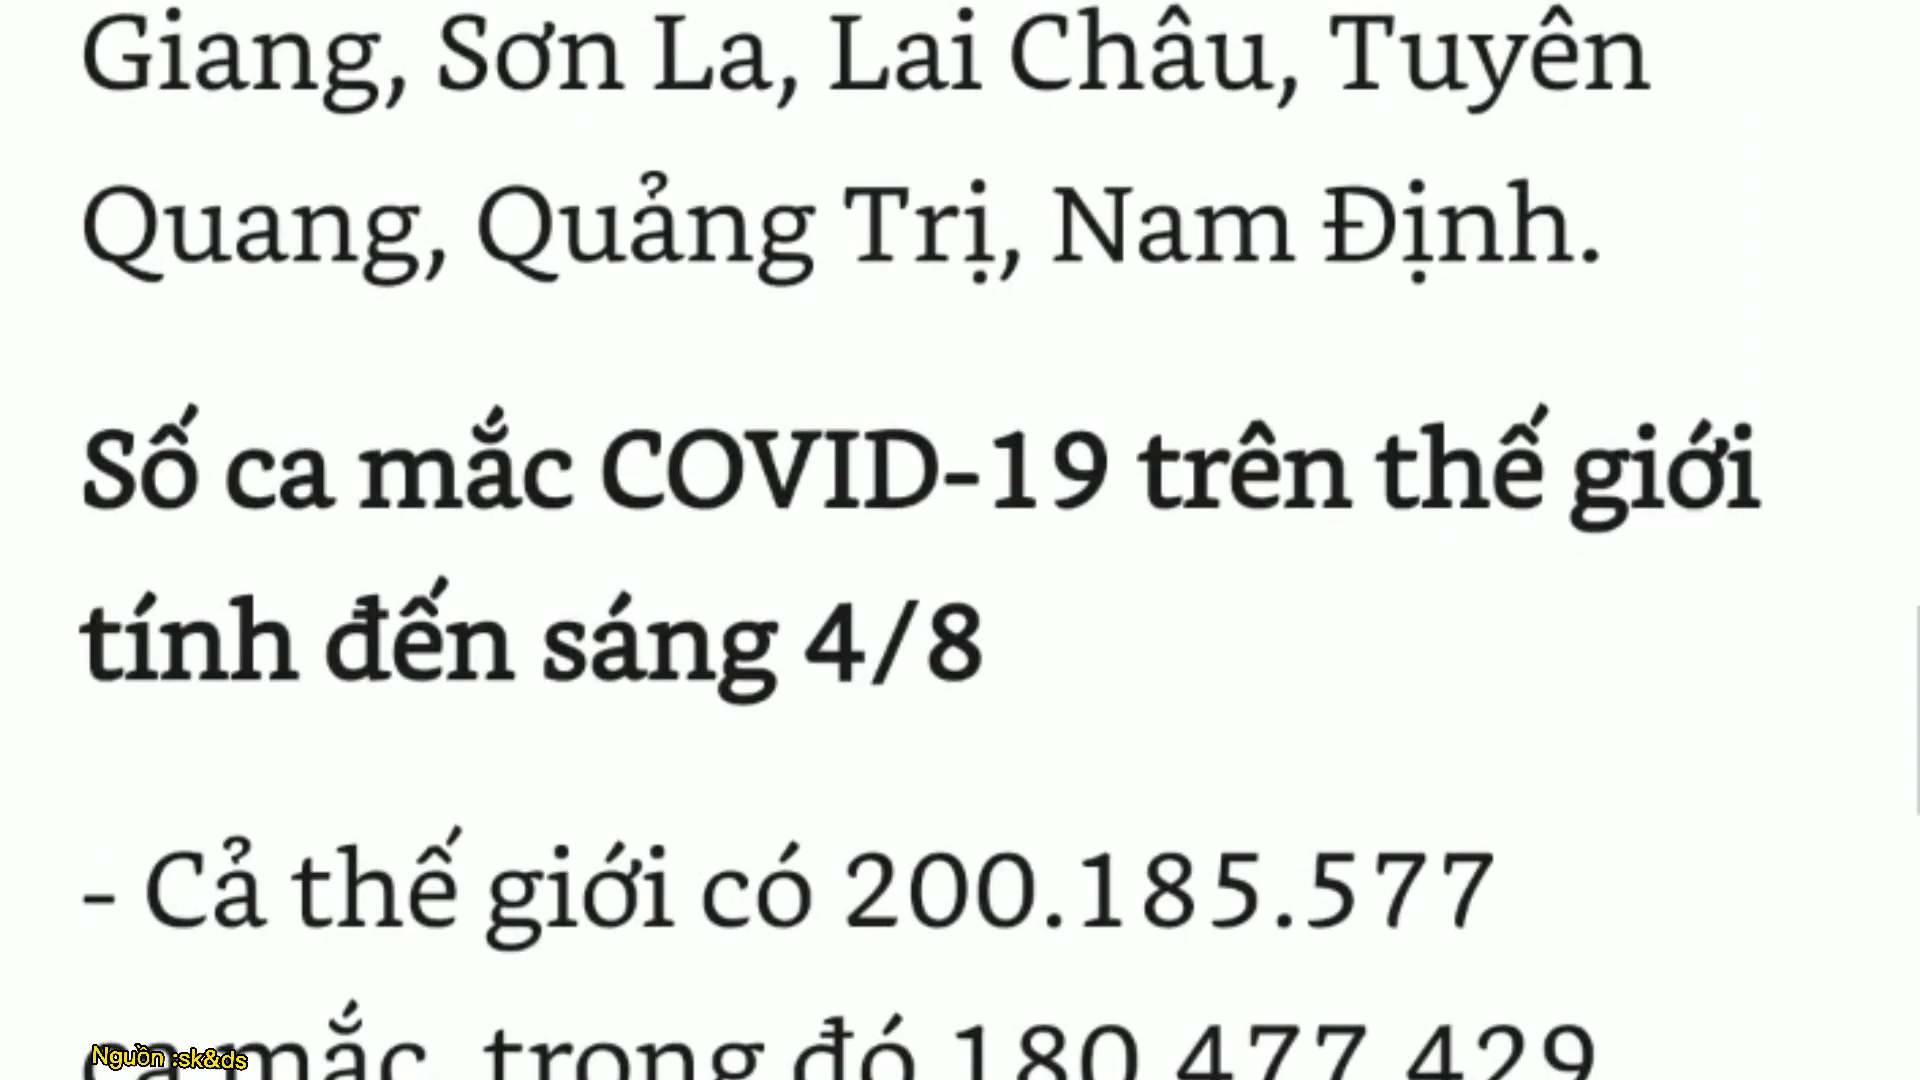 Giang, Sơn La, Lai Châu, Tuyên
Quang, Quảng Trị, Nam Định.
Số ca mắc COVID-19 trên thế giới
tính đến sáng 4/8
- Cả thế giới có 200.185.577
ca mắc, trong đó 180.477.429
Nguồn :sk&ds